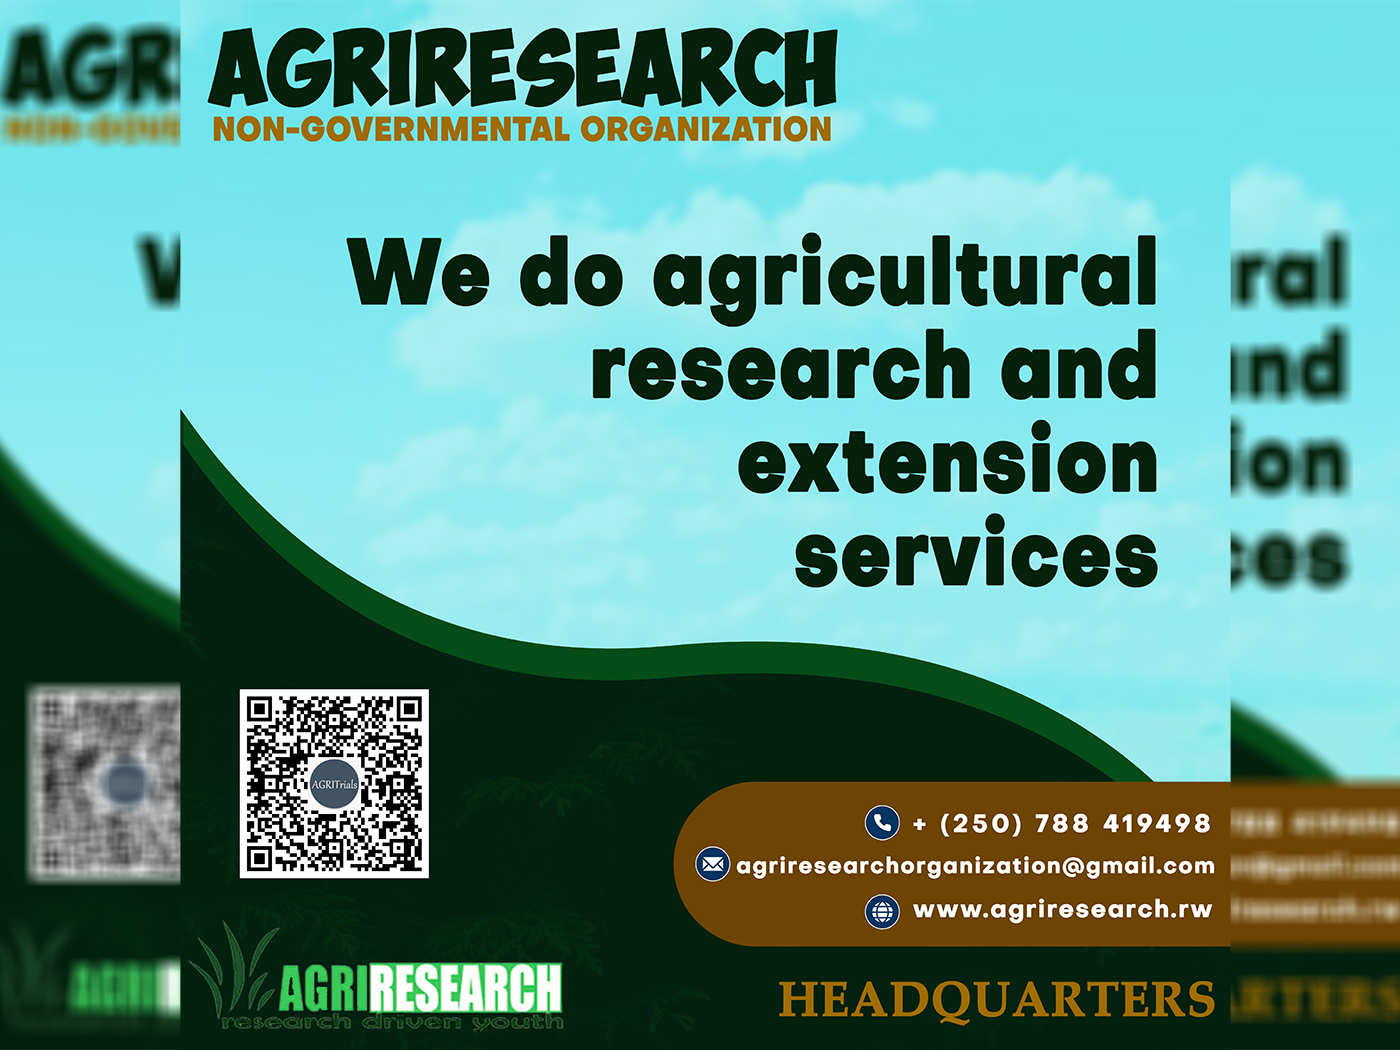 AGRIRESEARCH
NON-GOVERNMENTAL ORGANIZATION
We do agricultural
research and
extension
services
AGRITrials
+ (250) 788 419498
agriresearchorganization@gmail.com
www.agriresearch.rw
AGRIRESEARCH
research driven youth
HEADQUARTERS